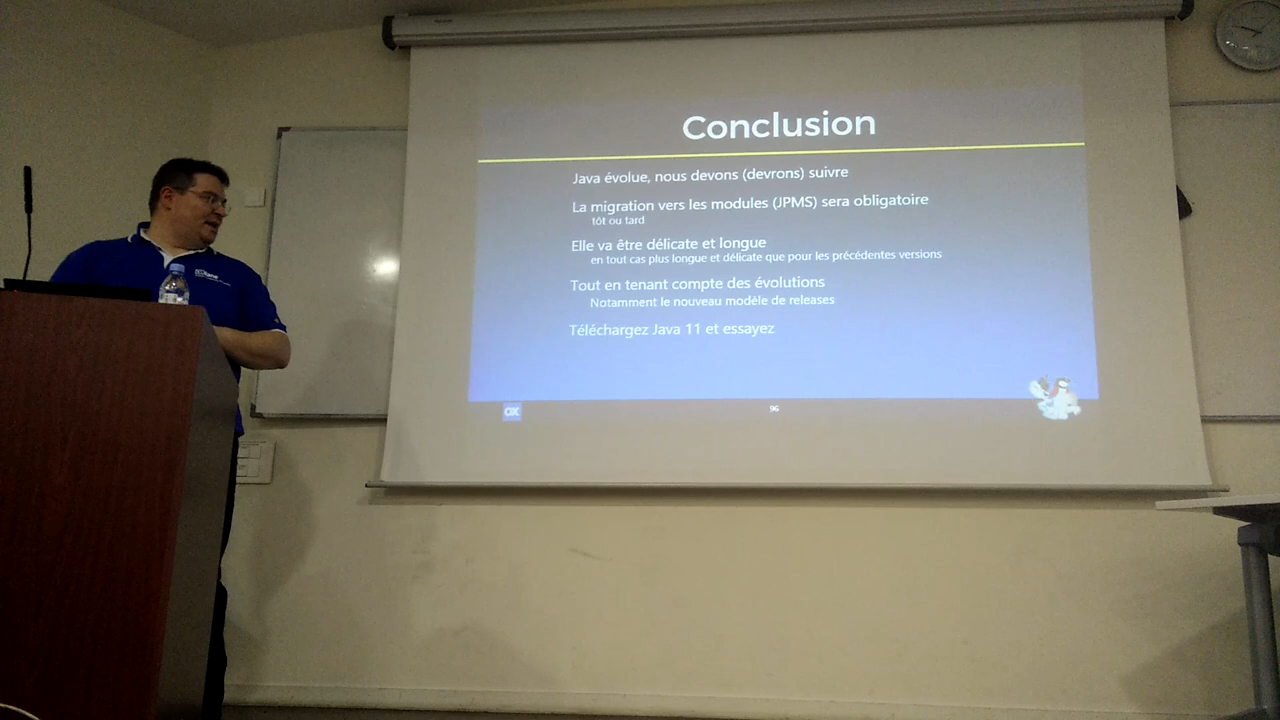 Conclusion
Java évolue, nous devons (devrons) suivre
La migration vers les modules (JPMS) sera obligatoire
tôt ou tard
Elle va être délicate et longue
en tout cas plus longue et délicate que pour les précédentes versions
Tout en tenant compte des évolutions
Notamment le nouveau modèle de releases
Téléchargez Java 11 et essayez
96